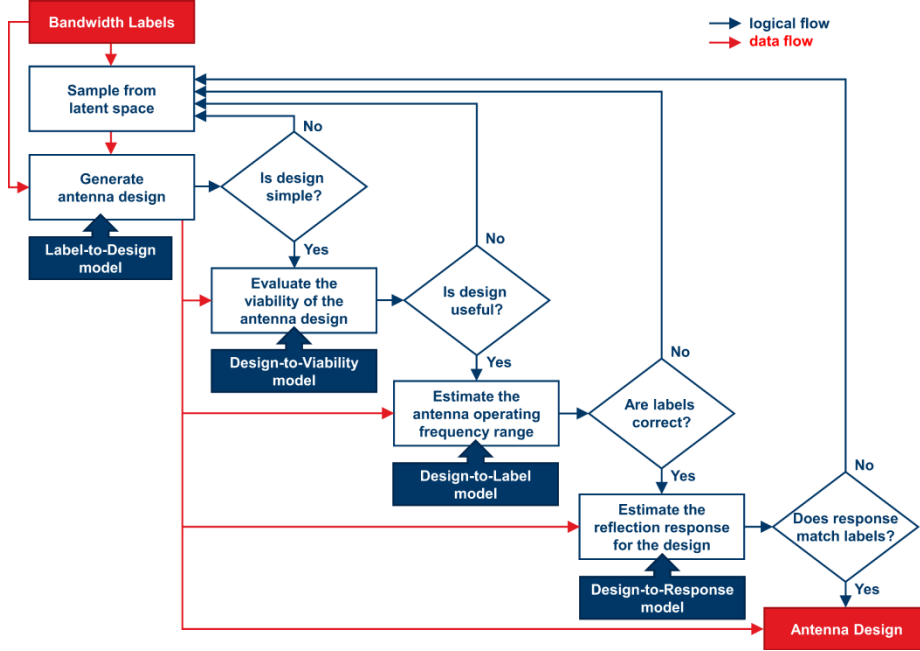 Bandwidth Labels
logical flow
data flow
Sample from
latent space
No
Is design
simple?
Generate
antenna design
Label-to-Design
model
Yes
No
Evaluate the
viability of the
antenna design
Is design
useful?
Design-to-Viability
model
Yes
No
Estimate the
antenna operating
frequency range
Are labels
correct?
Design-to-Label
model
Yes
No
Estimate the
reflection response
for the design
Does response
match labels?
Design-to-Response
model
Yes
Antenna Design